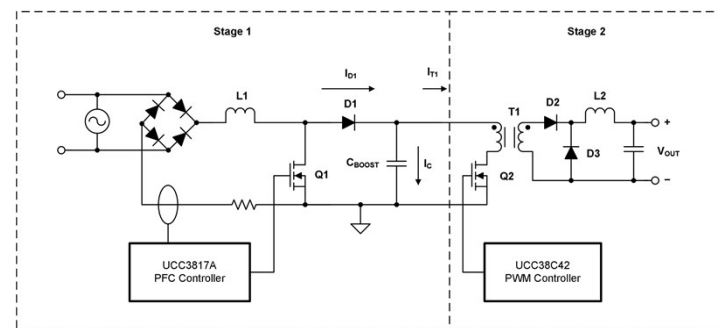 Stage 1
Stage 2
I_D1
I_T1
L1
D1
T1
D2
L2
+
C_BOOST
I_C
Q1
Q2
D3
V_OUT
−
UCC3817A
PFC Controller
UCC38C42
PWM Controller